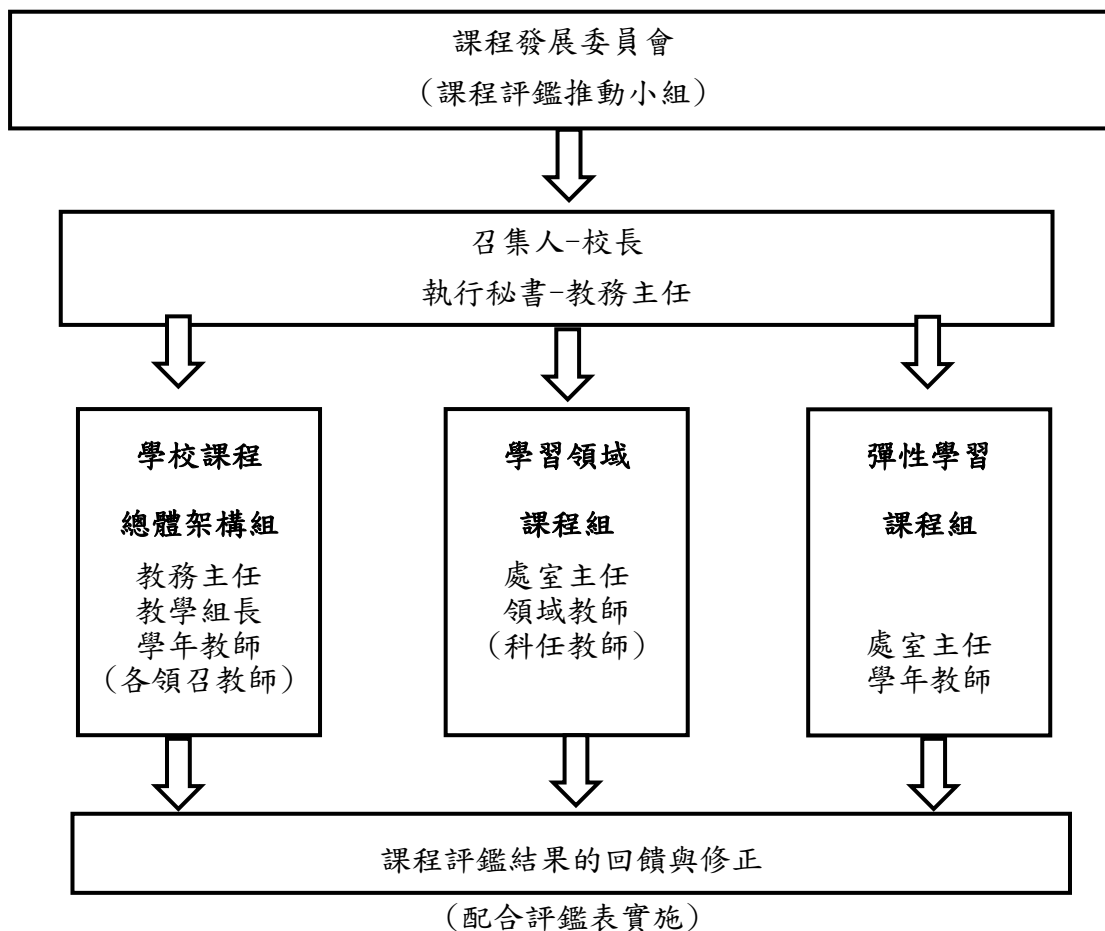 課程發展委員會
（課程評鑑推動小組）
召集人-校長
執行秘書-教務主任
學校課程
總體架構組
教務主任
教學組長
學年教師
（各領召教師）
學習領域
課程組
處室主任
領域教師
（科任教師）
彈性學習
課程組
處室主任
學年教師
課程評鑑結果的回饋與修正
（配合評鑑表實施）